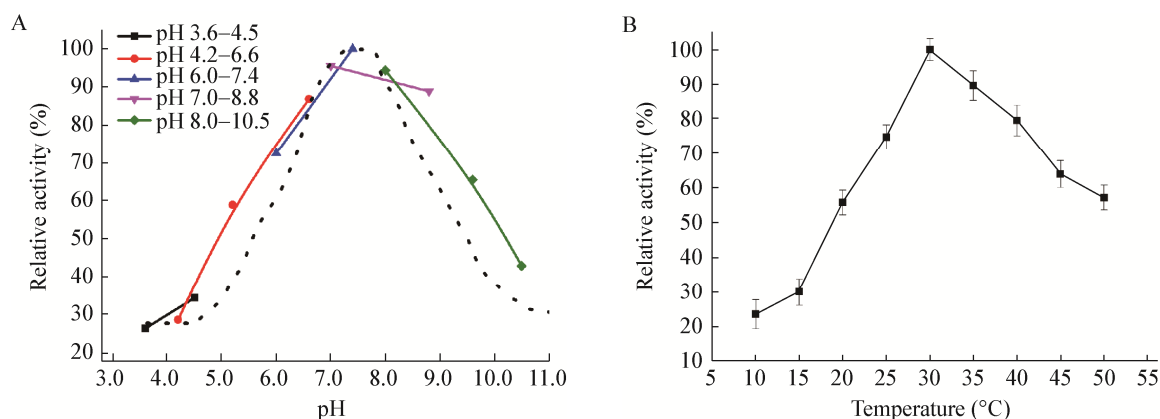 A
pH 3.6–4.5
pH 4.2–6.6
pH 6.0–7.4
pH 7.0–8.8
pH 8.0–10.5
Relative activity (%)
100
90
80
70
60
50
40
30
20
3.0 4.0 5.0 6.0 7.0 8.0 9.0 10.0 11.0
pH
B
Relative activity (%)
100
90
80
70
60
50
40
30
20
10
5 10 15 20 25 30 35 40 45 50 55
Temperature (°C)